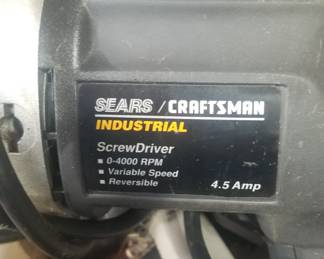 SEARS / CRAFTSMAN
INDUSTRIAL
ScrewDriver
■ 0-4000 RPM
■ Variable Speed
■ Reversible 4.5 Amp